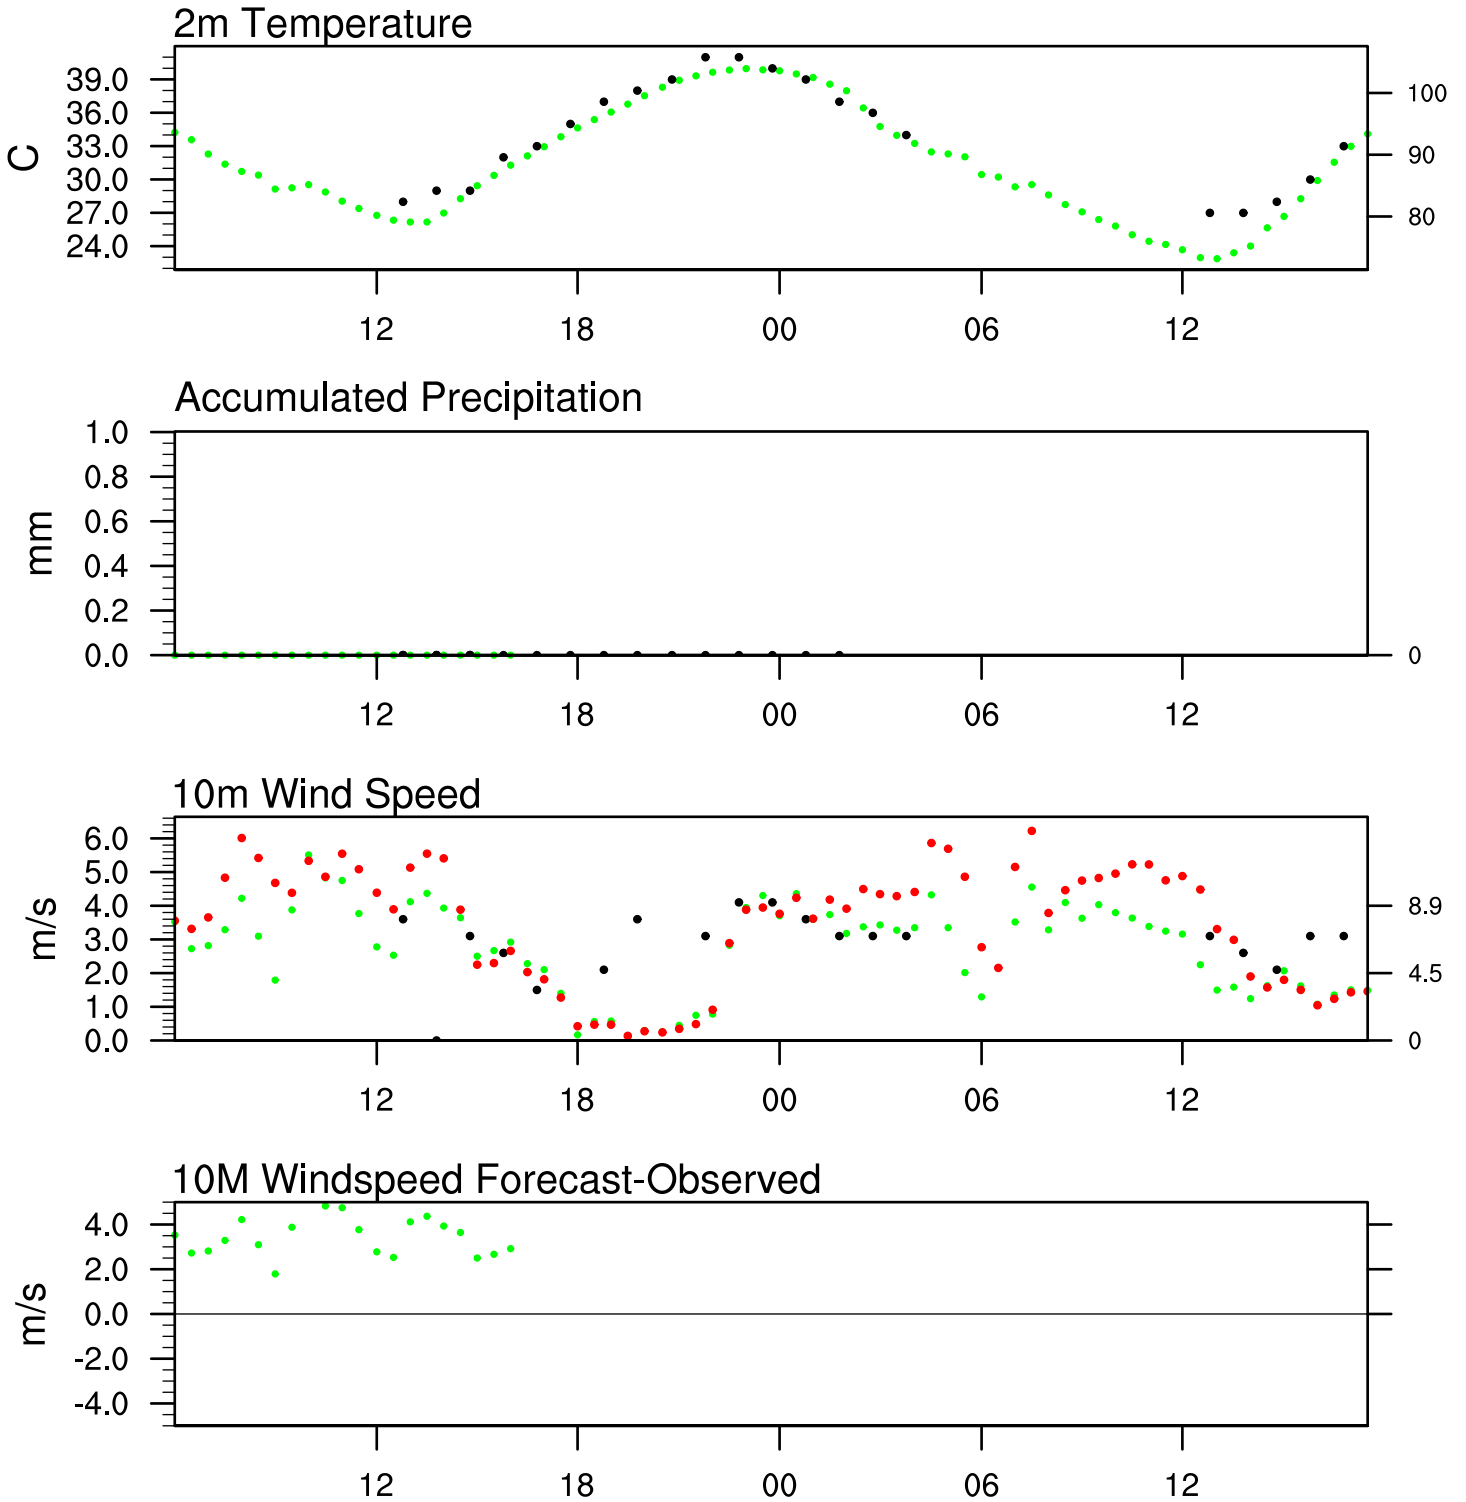 2m Temperature
39.0
36.0
33.0
30.0
27.0
24.0
C
100
90
80
12 18 00 06 12
Accumulated Precipitation
1.0
0.8
0.6
0.4
0.2
0.0
mm
0
12 18 00 06 12
10m Wind Speed
6.0
5.0
4.0
3.0
2.0
1.0
0.0
m/s
8.9
4.5
0
12 18 00 06 12
10M Windspeed Forecast-Observed
4.0
2.0
0.0
-2.0
-4.0
m/s
12 18 00 06 12